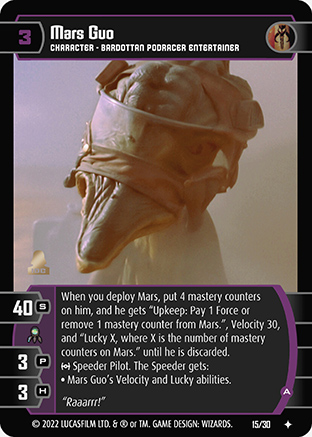 3
Mars Guo
CHARACTER - BARDOTTAN PODRACER ENTERTAINER
40 S
3 P
3 H
When you deploy Mars, put 4 mastery counters
on him, and he gets “Upkeep: Pay 1 Force or
remove 1 mastery counter from Mars.”, Velocity 30,
and “Lucky X, where X is the number of mastery
counters on Mars.” until he is discarded.
Speeder Pilot. The Speeder gets:
• Mars Guo’s Velocity and Lucky abilities.
“Raaarrr!”
A
© 2022 LUCASFILM LTD. & ® or TM. GAME DESIGN: WIZARDS. 15/30